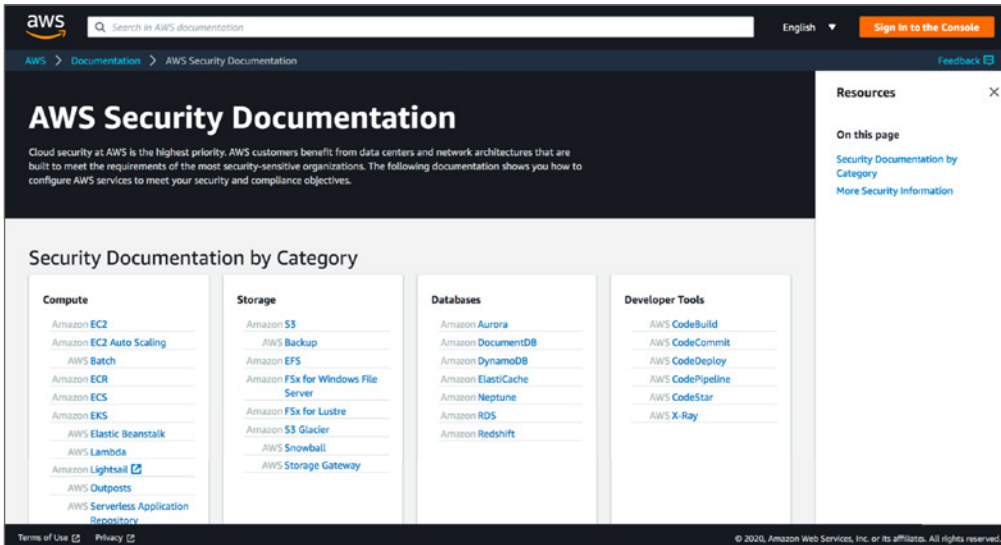 aws
Search in AWS documentation
English
Sign In to the Console
AWS > Documentation > AWS Security Documentation
Feedback
AWS Security Documentation
Cloud security at AWS is the highest priority. AWS customers benefit from data centers and network architectures that are
built to meet the requirements of the most security-sensitive organizations. The following documentation shows you how to
configure AWS services to meet your security and compliance objectives.
Resources
On this page
Security Documentation by
Category
More Security Information
Security Documentation by Category
Compute
Amazon EC2
Amazon EC2 Auto Scaling
AWS Batch
Amazon ECR
Amazon ECS
Amazon EKS
AWS Elastic Beanstalk
AWS Lambda
Amazon Lightsail
AWS Outposts
AWS Serverless Application
Repository
Storage
Amazon S3
AWS Backup
Amazon EFS
Amazon FSx for Windows File
Server
Amazon FSx for Lustre
Amazon S3 Glacier
AWS Snowball
AWS Storage Gateway
Databases
Amazon Aurora
Amazon DocumentDB
Amazon DynamoDB
Amazon ElastiCache
Amazon Neptune
Amazon RDS
Amazon Redshift
Developer Tools
AWS CodeBuild
AWS CodeCommit
AWS CodeDeploy
AWS CodePipeline
AWS CodeStar
AWS X-Ray
Terms of Use
Privacy
© 2020, Amazon Web Services, Inc. or its affiliates. All rights reserved.